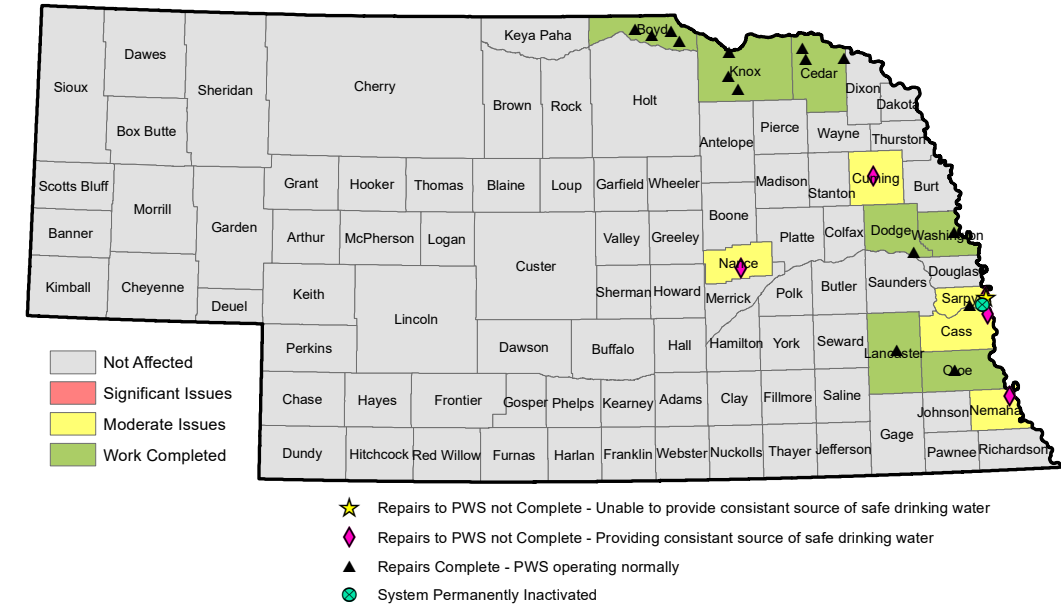 Boyd
Keya Paha
Dawes
Sioux
Sheridan
Cherry
Knox
Cedar
Dixon
Holt
Brown
Rock
Dakota
Box Butte
Pierce
Wayne
Thurston
Antelope
Scotts Bluff
Grant
Hooker
Thomas
Blaine
Loup
Garfield
Wheeler
Madison
Stanton
Cuming
Burt
Morrill
Garden
Banner
Arthur
McPherson
Logan
Valley
Greeley
Boone
Platte
Colfax
Dodge
Washington
Custer
Nance
Kimball
Cheyenne
Deuel
Keith
Sherman
Howard
Merrick
Polk
Butler
Saunders
Douglas
Sarpy
Lincoln
Cass
Perkins
Dawson
Buffalo
Hall
Hamilton
York
Seward
Lancaster
Otoe
Not Affected
Significant Issues
Moderate Issues
Work Completed
Chase
Hayes
Frontier
Gosper
Phelps
Kearney
Adams
Clay
Fillmore
Saline
Johnson
Nemaha
Gage
Dundy
Hitchcock
Red Willow
Furnas
Harlan
Franklin
Webster
Nuckolls
Thayer
Jefferson
Pawnee
Richardson
Repairs to PWS not Complete - Unable to provide consistant source of safe drinking water
Repairs to PWS not Complete - Providing consistant source of safe drinking water
Repairs Complete - PWS operating normally
System Permanently Inactivated